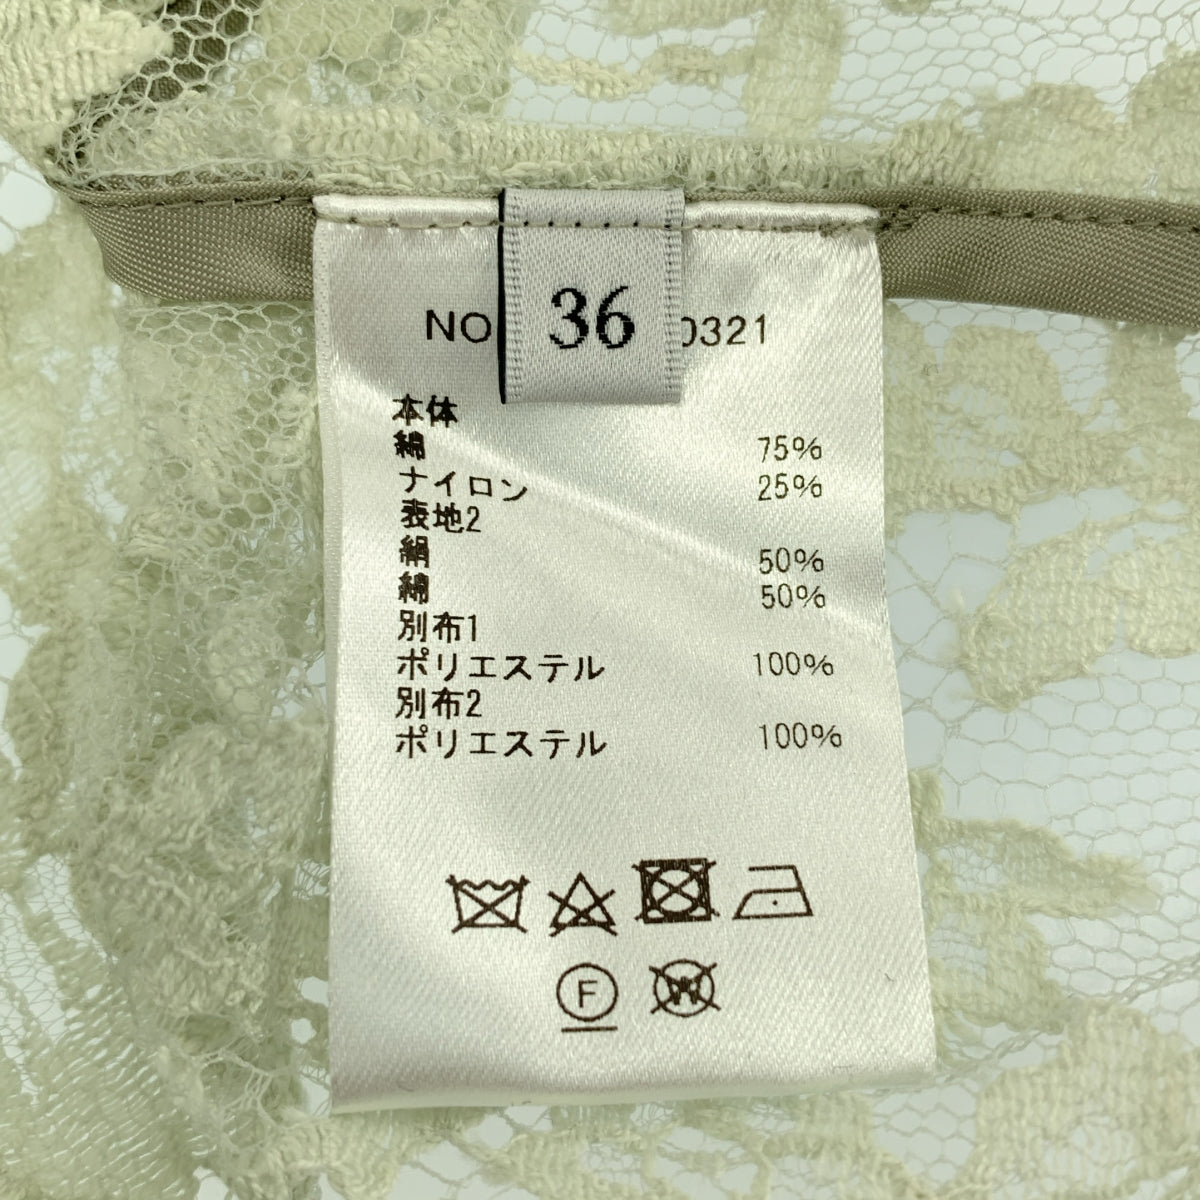 NO 36 0321
本体
綿 75%
ナイロン 25%
表地2
絹 50%
綿 50%
別布1
ポリエステル 100%
別布2
ポリエステル 100%
F W